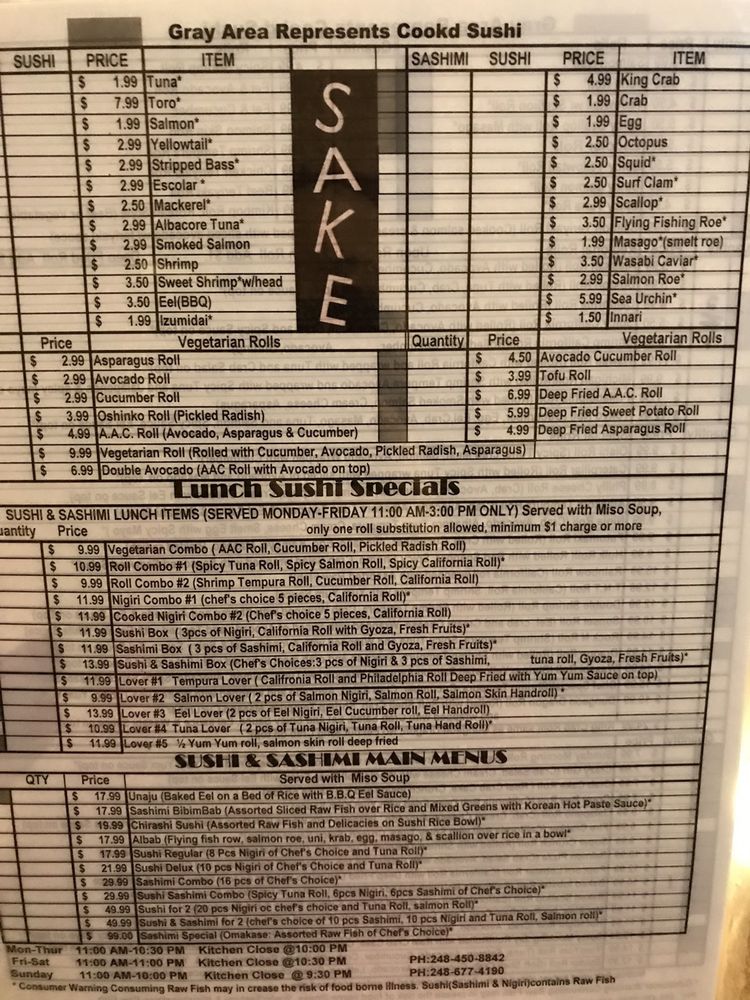 Gray Area Represents Cookd Sushi
SUSHI PRICE ITEM SASHIMI SUSHI PRICE ITEM
$ 1.99 Tuna* $ 4.99 King Crab
$ 7.99 Toro* $ 1.99 Crab
$ 1.99 Salmon* $ 1.99 Egg
$ 2.99 Yellowtail* $ 2.50 Octopus
$ 2.99 Stripped Bass* $ 2.50 Squid*
$ 2.99 Escolar * $ 2.50 Surf Clam*
$ 2.50 Mackerel* $ 2.99 Scallop*
$ 2.99 Albacore Tuna* $ 3.50 Flying Fishing Roe*
$ 2.99 Smoked Salmon $ 1.99 Masago*(smelt roe)
$ 2.50 Shrimp $ 3.50 Wasabi Caviar*
$ 3.50 Sweet Shrimp*w/head $ 2.99 Salmon Roe*
$ 3.50 Eel(BBQ) $ 5.99 Sea Urchin*
$ 1.99 Izumidai* $ 1.50 Innari
SAKE
Price Vegetarian Rolls Quantity Price Vegetarian Rolls
$ 2.99 Asparagus Roll $ 4.50 Avocado Cucumber Roll
$ 2.99 Avocado Roll $ 3.99 Tofu Roll
$ 2.99 Cucumber Roll $ 6.99 Deep Fried A.A.C. Roll
$ 3.99 Oshinko Roll (Pickled Radish) $ 5.99 Deep Fried Sweet Potato Roll
$ 4.99 A.A.C. Roll (Avocado, Asparagus & Cucumber) $ 4.99 Deep Fried Asparagus Roll
$ 9.99 Vegetarian Roll (Rolled with Cucumber, Avocado, Pickled Radish, Asparagus)
$ 6.99 Double Avocado (AAC Roll with Avocado on top)
Lunch Sushi Specials
SUSHI & SASHIMI LUNCH ITEMS (SERVED MONDAY-FRIDAY 11:00 AM-3:00 PM ONLY) Served with Miso Soup,
uantity Price only one roll substitution allowed, minimum $1 charge or more
$ 9.99 Vegetarian Combo ( AAC Roll, Cucumber Roll, Pickled Radish Roll)
$ 10.99 Roll Combo #1 (Spicy Tuna Roll, Spicy Salmon Roll, Spicy California Roll)*
$ 9.99 Roll Combo #2 (Shrimp Tempura Roll, Cucumber Roll, California Roll)
$ 11.99 Nigiri Combo #1 (chef's choice 5 pieces, California Roll)*
$ 11.99 Cooked Nigiri Combo #2 (Chef's choice 5 pieces, California Roll)
$ 11.99 Sushi Box ( 3pcs of Nigiri, California Roll with Gyoza, Fresh Fruits)*
$ 11.99 Sashimi Box ( 3 pcs of Sashimi, California Roll and Gyoza, Fresh Fruits)*
$ 13.99 Sushi & Sashimi Box (Chef's Choices:3 pcs of Nigiri & 3 pcs of Sashimi, tuna roll, Gyoza, Fresh Fruits)*
$ 11.99 Lover #1 Tempura Lover ( Califronia Roll and Philadelphia Roll Deep Fried with Yum Yum Sauce on top)
$ 9.99 Lover #2 Salmon Lover ( 2 pcs of Salmon Nigiri, Salmon Roll, Salmon Skin Handroll) *
$ 13.99 Lover #3 Eel Lover (2 pcs of Eel Nigiri, Eel Cucumber roll, Eel Handroll)
$ 10.99 Lover #4 Tuna Lover ( 2 pcs of Tuna Nigiri, Tuna Roll, Tuna Hand Roll)*
$ 11.99 Lover #5 ½ Yum Yum roll, salmon skin roll deep fried
SUSHI & SASHIMI MAIN MENUS
QTY Price Served with Miso Soup
$ 17.99 Unaju (Baked Eel on a Bed of Rice with B.B.Q Eel Sauce)
$ 17.99 Sashimi BibimBab (Assorted Sliced Raw Fish over Rice and Mixed Greens with Korean Hot Paste Sauce)*
$ 19.99 Chirashi Sushi (Assorted Raw Fish and Delicacies on Sushi Rice Bowl)*
$ 17.99 Albab (Flying fish row, salmon roe, uni, krab, egg, masago, & scallion over rice in a bowl*
$ 17.99 Sushi Regular (8 Pcs Nigiri of Chef's Choice and Tuna Roll)*
$ 21.99 Sushi Delux (10 pcs Nigiri of Chef's Choice and Tuna Roll)*
$ 29.99 Sashimi Combo (16 pcs of Chef's Choice)*
$ 29.99 Sushi Sashimi Combo (Spicy Tuna Roll, 6pcs Nigiri, 6pcs Sashimi of Chef's Choice)*
$ 49.99 Sushi for 2 (20 pcs Nigiri oc chef's choice and Tuna Roll, salmon Roll)*
$ 49.99 Sushi & Sashimi for 2 (chef's choice of 10 pcs Sashimi, 10 pcs Nigiri and Tuna Roll, Salmon roll)*
$ 99.00 Sashimi Special (Omakase: Assorted Raw Fish of Chef's Choice)*
Mon-Thur 11:00 AM-10:30 PM Kitchen Close @10:00 PM
Fri-Sat 11:00 AM-11:00 PM Kitchen Close @10:30 PM PH:248-450-8842
Sunday 11:00 AM-10:00 PM Kitchen Close @ 9:30 PM PH:248-677-4190
* Consumer Warning Consuming Raw Fish may in crease the risk of food borne illness. Sushi(Sashimi & Nigiri)contains Raw Fish